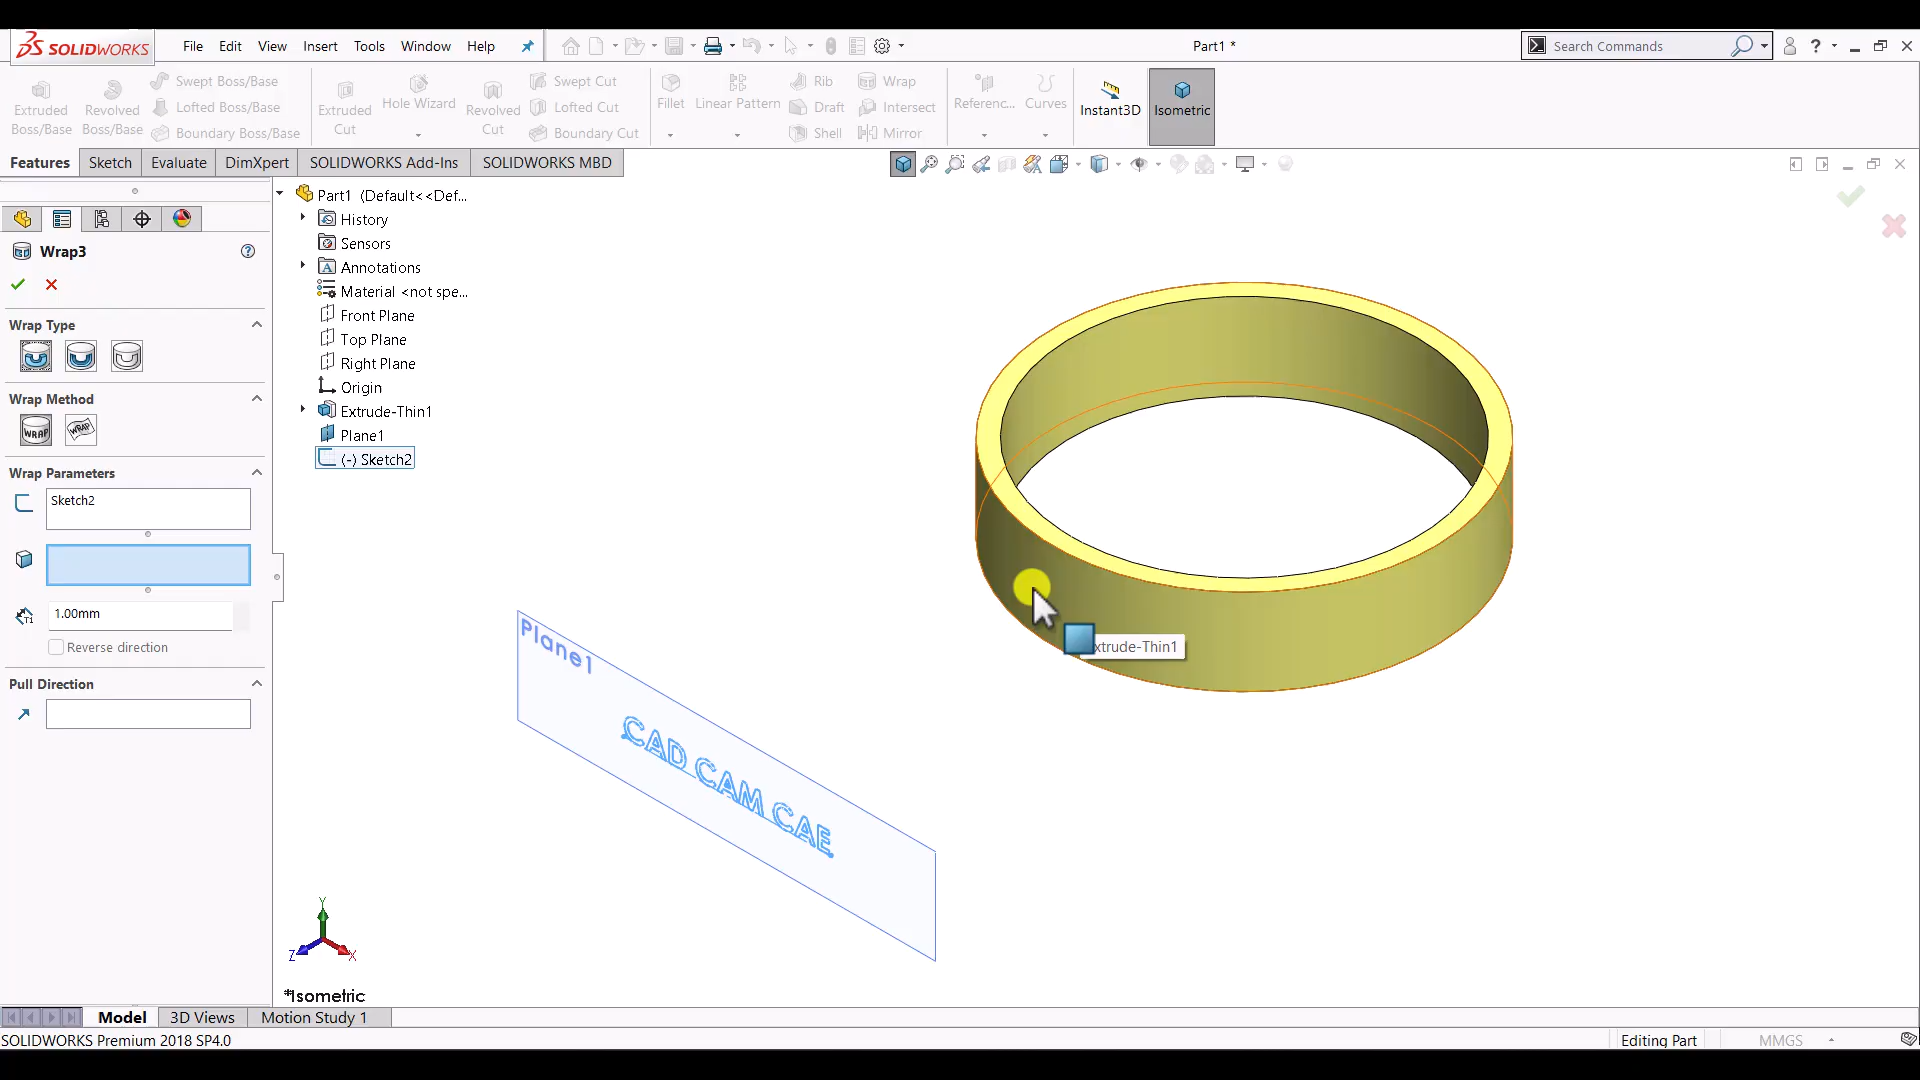 SOLIDWORKS
File Edit View Insert Tools Window Help
Part1 *
Search Commands
Extruded Boss/Base
Revolved Boss/Base
Swept Boss/Base
Lofted Boss/Base
Boundary Boss/Base
Extruded Cut
Hole Wizard
Revolved Cut
Swept Cut
Lofted Cut
Boundary Cut
Fillet
Linear Pattern
Rib
Draft
Shell
Wrap
Intersect
Mirror
Referenc...
Curves
Instant3D
Isometric
Features Sketch Evaluate DimXpert SOLIDWORKS Add-Ins SOLIDWORKS MBD
Wrap3
Wrap Type
Wrap Method
WRAP
WRAP
Wrap Parameters
Sketch2
1.00mm
Reverse direction
Pull Direction
Part1 (Default<<Def...
History
Sensors
Annotations
Material <not spe...
Front Plane
Top Plane
Right Plane
Origin
Extrude-Thin1
Plane1
(-) Sketch2
xtrude-Thin1
Plane1
CAD CAM CAE
Y
Z
X
*Isometric
Model 3D Views Motion Study 1
SOLIDWORKS Premium 2018 SP4.0
Editing Part
MMGS